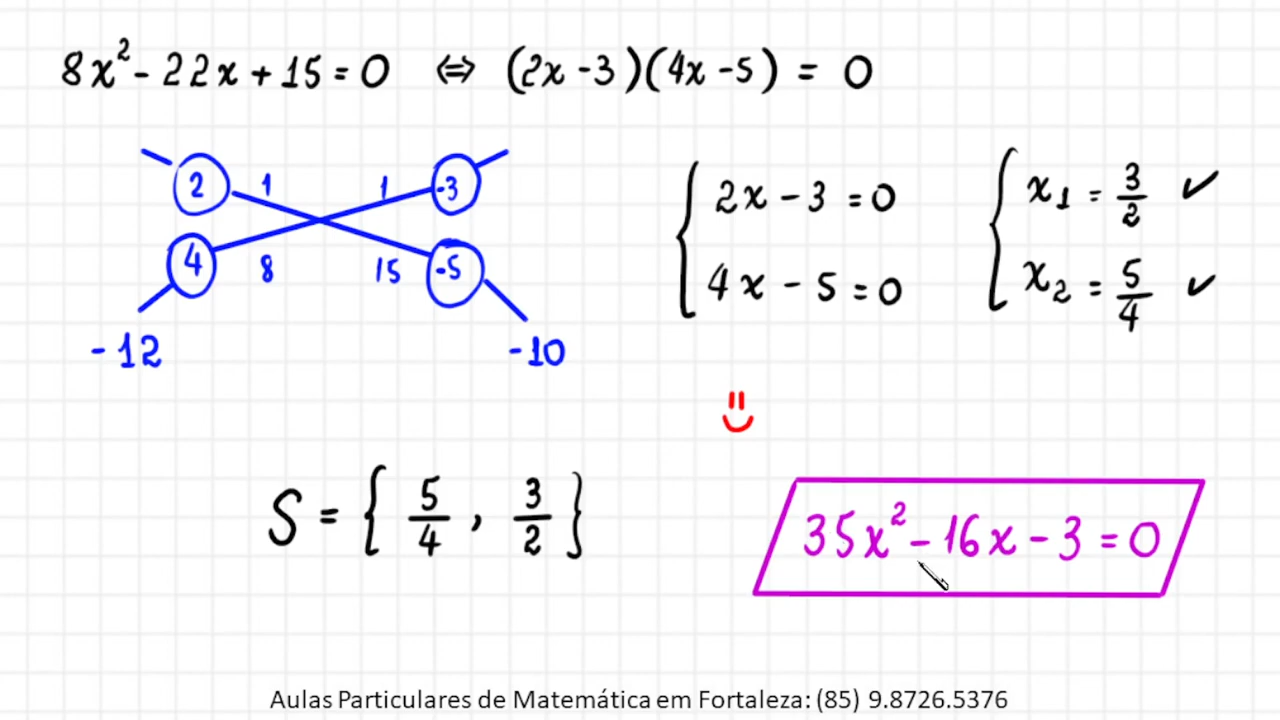 8x² - 22x + 15 = 0 ⇔ (2x - 3)(4x - 5) = 0
2 1 1 -3
4 8 15 -5
-12 -10
2x - 3 = 0
4x - 5 = 0
x₁ = 3/2 ✓
x₂ = 5/4 ✓
S = { 5/4 , 3/2 }
35x² - 16x - 3 = 0
Aulas Particulares de Matemática em Fortaleza: (85) 9.8726.5376